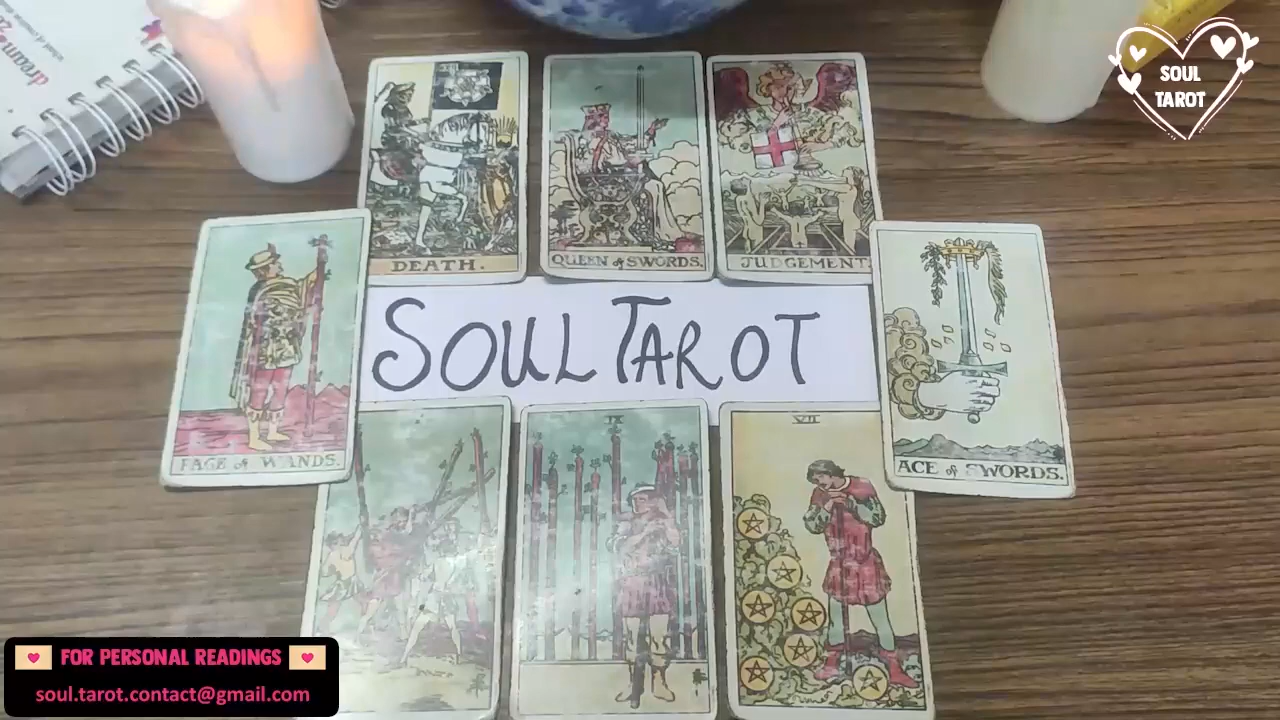 SOUL
TAROT
DEATH.
QUEEN of SWORDS.
JUDGEMENT.
SOUL TAROT
PAGE of WANDS.
ACE of SWORDS.
IX
VII
FOR PERSONAL READINGS
soul.tarot.contact@gmail.com